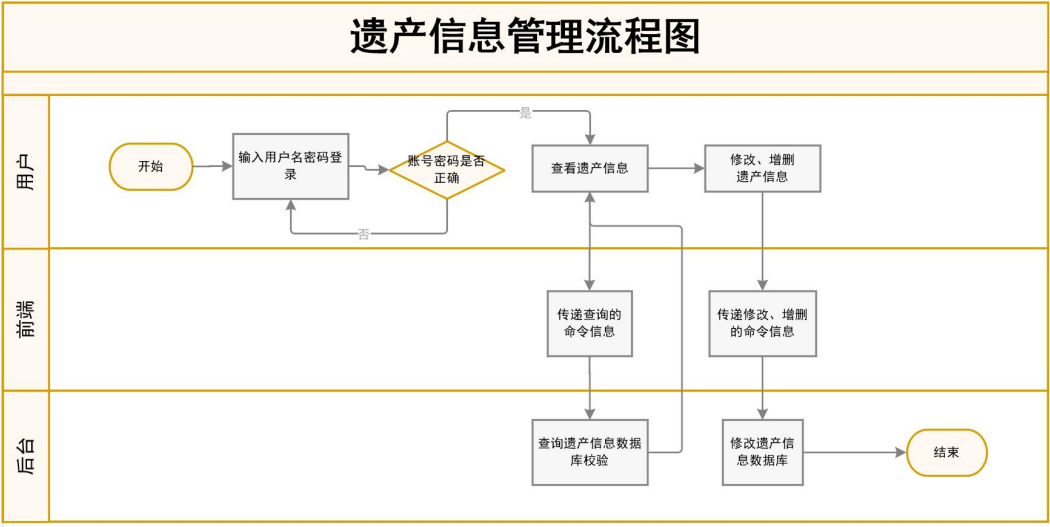 遗产信息管理流程图
用户
开始
输入用户名密码登
录
账号密码是否
正确
是
否
查看遗产信息
修改、增删
遗产信息
前端
传递查询的
命令信息
传递修改、增删
的命令信息
后台
查询遗产信息数据
库校验
修改遗产信
息数据库
结束